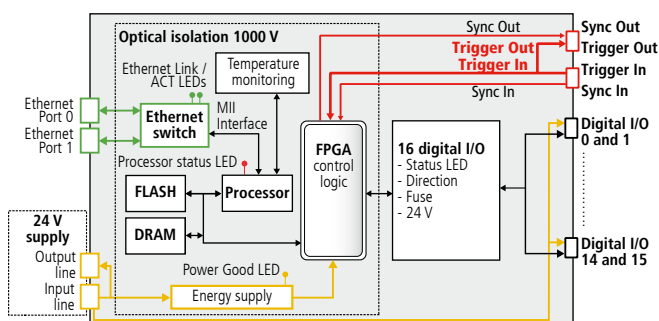 Optical isolation 1000 V
Sync Out
Sync Out
Trigger Out
Trigger Out
Trigger In
Trigger In
Sync In
Sync In
Ethernet Link /
ACT LEDs
Temperature
monitoring
Ethernet
Port 0
Ethernet
Port 1
Ethernet
switch
MII
Interface
Processor status LED
FPGA
control
logic
16 digital I/O
- Status LED
- Direction
- Fuse
- 24 V
Digital I/O
0 and 1
FLASH
Processor
DRAM
24 V
supply
Output
line
Input
line
Power Good LED
Energy supply
Digital I/O
14 and 15